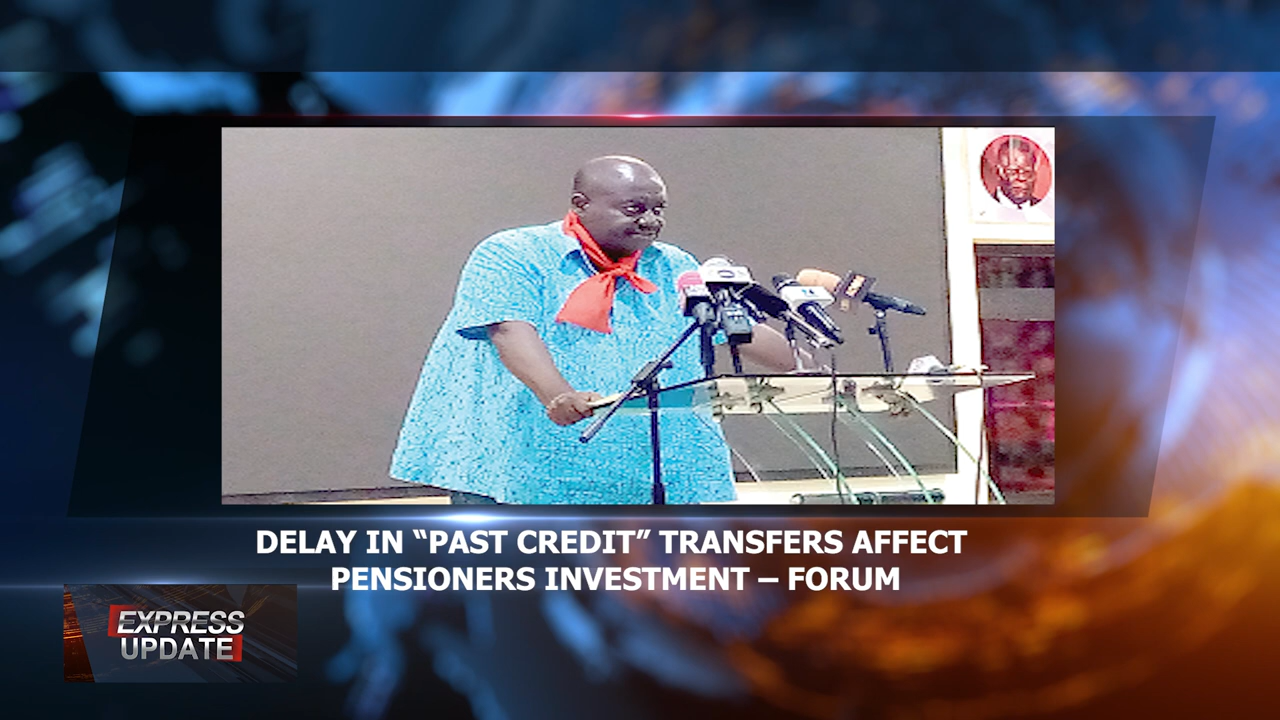 DELAY IN “PAST CREDIT” TRANSFERS AFFECT
PENSIONERS INVESTMENT – FORUM
EXPRESS
UPDATE